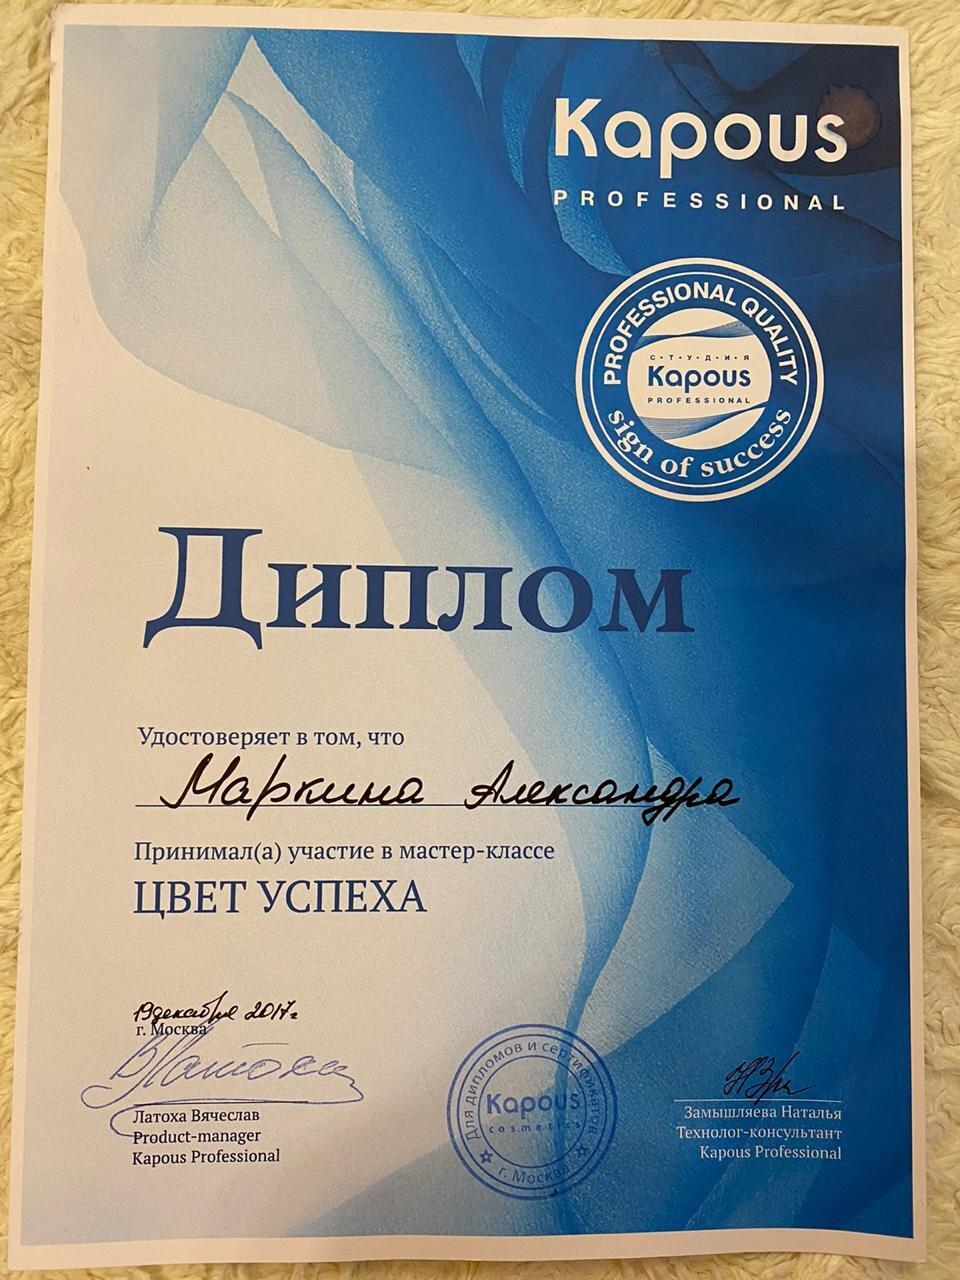 Kapous
PROFESSIONAL
PROFESSIONAL QUALITY
С·Т·У·Д·И·Я
Kapous
PROFESSIONAL
sign of success
Диплом
Удостоверяет в том, что
Маркина Александра
Принимал(а) участие в мастер-классе
ЦВЕТ УСПЕХА
19 декабря 2017г.
г. Москва
Латоха Вячеслав
Product-manager
Kapous Professional
Для дипломов и сертификатов
Kapous
cosmetics
г. Москва
Замышляева Наталья
Технолог-консультант
Kapous Professional